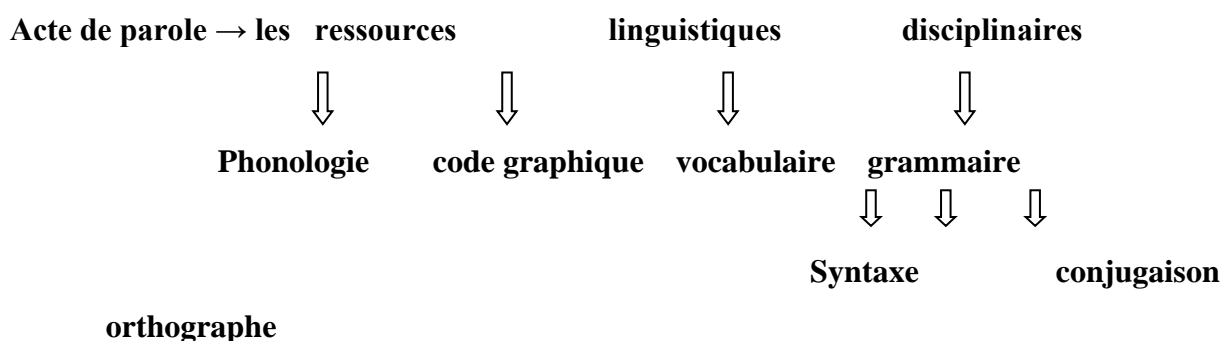 Acte de parole → les ressources linguistiques disciplinaires
Phonologie code graphique vocabulaire grammaire
Syntaxe conjugaison
orthographe